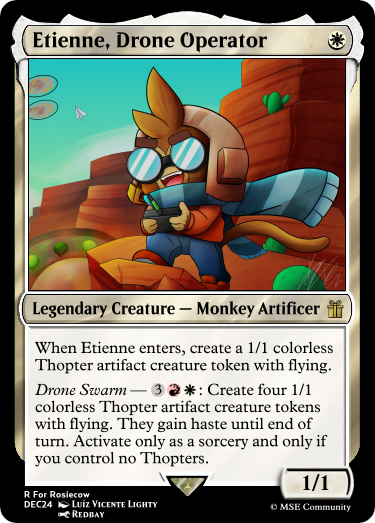 Etienne, Drone Operator
Legendary Creature — Monkey Artificer
When Etienne enters, create a 1/1 colorless
Thopter artifact creature token with flying.
Drone Swarm — 3: Create four 1/1
colorless Thopter artifact creature tokens
with flying. They gain haste until end of
turn. Activate only as a sorcery and only if
you control no Thopters.
1/1
R For Rosiecow
DEC24 Luíz Vicente Lighty
Redbay
© MSE Community